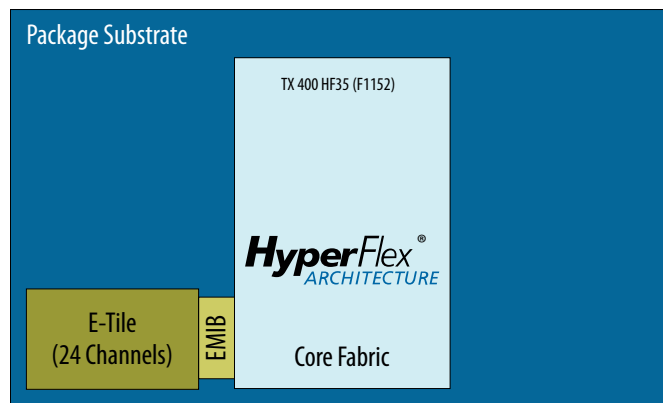 Package Substrate
TX 400 HF35 (F1152)
HyperFlex®
ARCHITECTURE
E-Tile
(24 Channels)
EMIB
Core Fabric